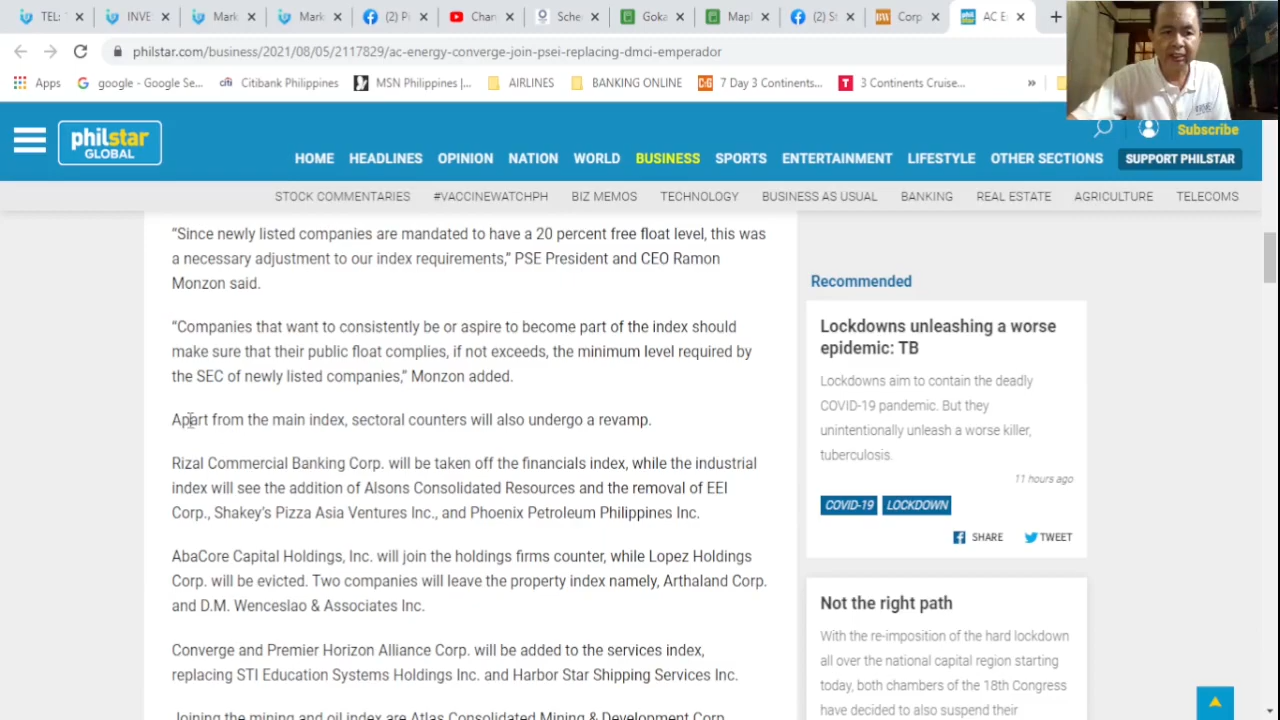 TEL:
INVE
Mark
Mark
(2) Pi
Chan
Sche
Goka
Mapl
(2) St
Corp
AC E
philstar.com/business/2021/08/05/2117829/ac-energy-converge-join-psei-replacing-dmci-emperador
Apps
google - Google Se...
Citibank Philippines
MSN Philippines |...
AIRLINES
BANKING ONLINE
7 Day 3 Continents...
3 Continents Cruise...
»
philstar
GLOBAL
Subscribe
HOME HEADLINES OPINION NATION WORLD BUSINESS SPORTS ENTERTAINMENT LIFESTYLE OTHER SECTIONS SUPPORT PHILSTAR
STOCK COMMENTARIES #VACCINEWATCHPH BIZ MEMOS TECHNOLOGY BUSINESS AS USUAL BANKING REAL ESTATE AGRICULTURE TELECOMS
“Since newly listed companies are mandated to have a 20 percent free float level, this was
a necessary adjustment to our index requirements,” PSE President and CEO Ramon
Monzon said.
“Companies that want to consistently be or aspire to become part of the index should
make sure that their public float complies, if not exceeds, the minimum level required by
the SEC of newly listed companies,” Monzon added.
Apart from the main index, sectoral counters will also undergo a revamp.
Rizal Commercial Banking Corp. will be taken off the financials index, while the industrial
index will see the addition of Alsons Consolidated Resources and the removal of EEI
Corp., Shakey's Pizza Asia Ventures Inc., and Phoenix Petroleum Philippines Inc.
AbaCore Capital Holdings, Inc. will join the holdings firms counter, while Lopez Holdings
Corp. will be evicted. Two companies will leave the property index namely, Arthaland Corp.
and D.M. Wenceslao & Associates Inc.
Converge and Premier Horizon Alliance Corp. will be added to the services index,
replacing STI Education Systems Holdings Inc. and Harbor Star Shipping Services Inc.
Joining the mining and oil index are Atlas Consolidated Mining & Development Corp.
Recommended
Lockdowns unleashing a worse
epidemic: TB
Lockdowns aim to contain the deadly
COVID-19 pandemic. But they
unintentionally unleash a worse killer,
tuberculosis.
11 hours ago
COVID-19 LOCKDOWN
SHARE TWEET
Not the right path
With the re-imposition of the hard lockdown
all over the national capital region starting
today, both chambers of the 18th Congress
have decided to also suspend their